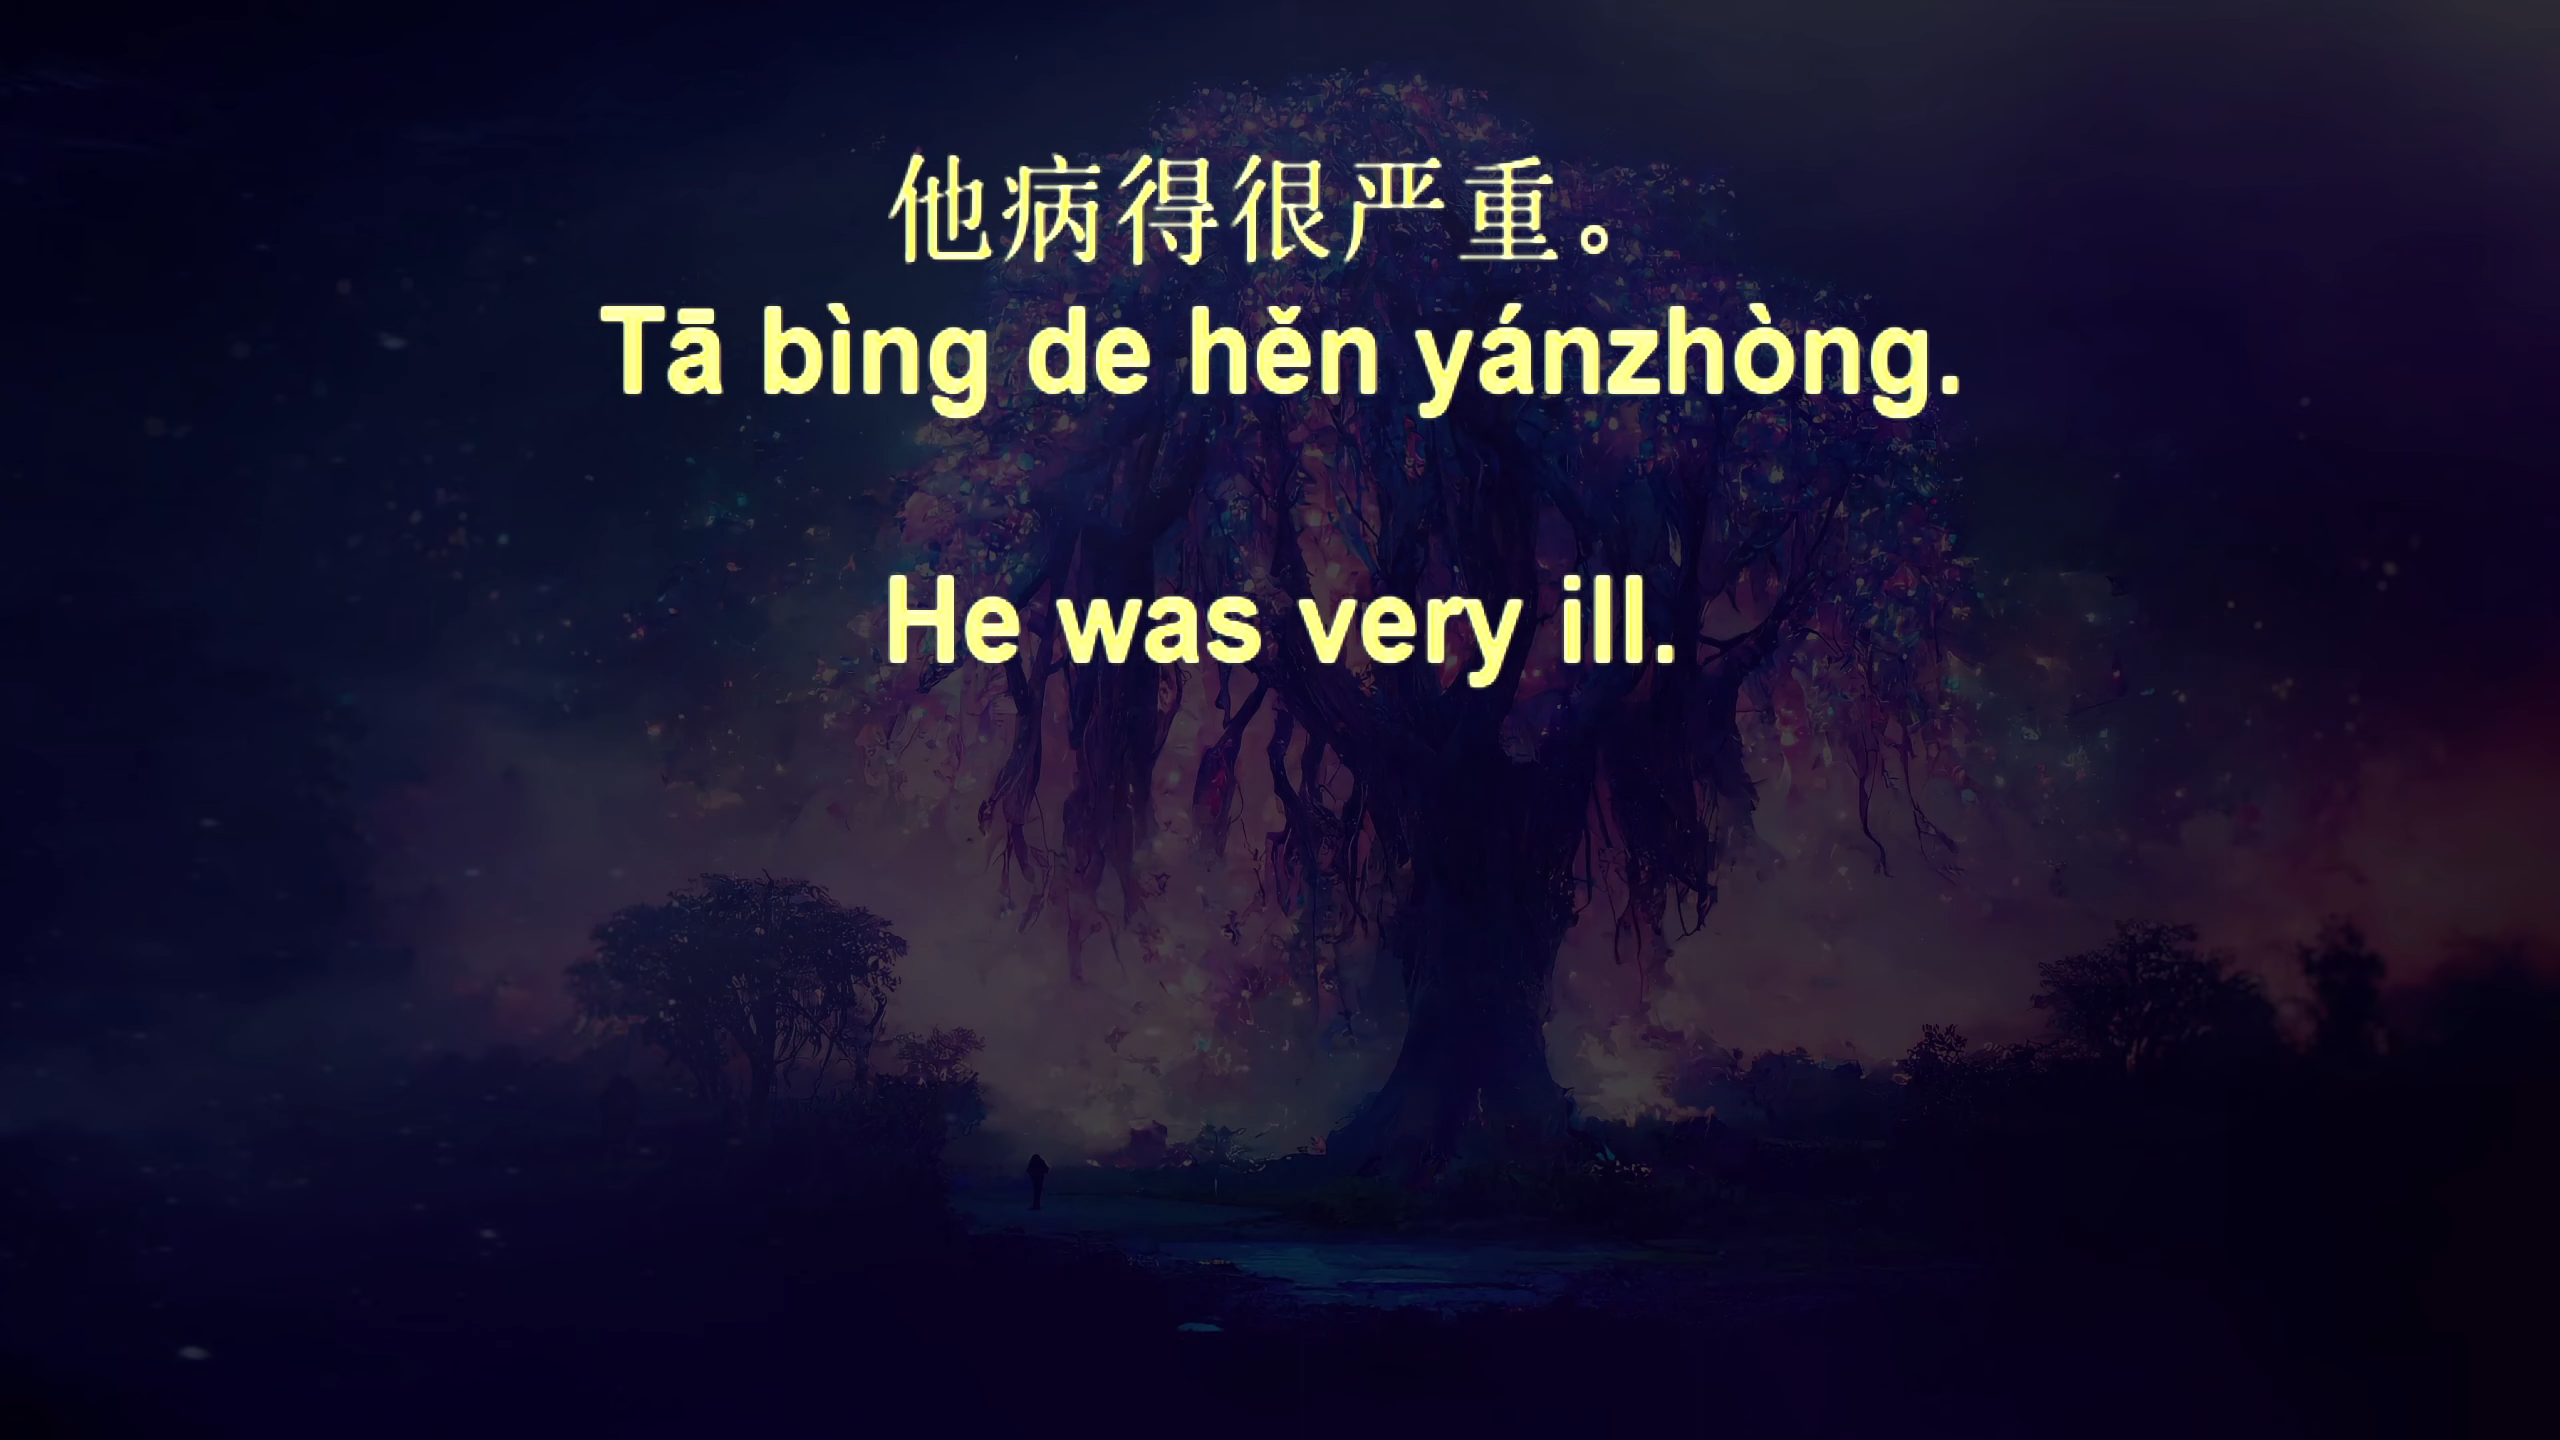 他病得很严重。
Tā bìng de hěn yánzhòng.
He was very ill.